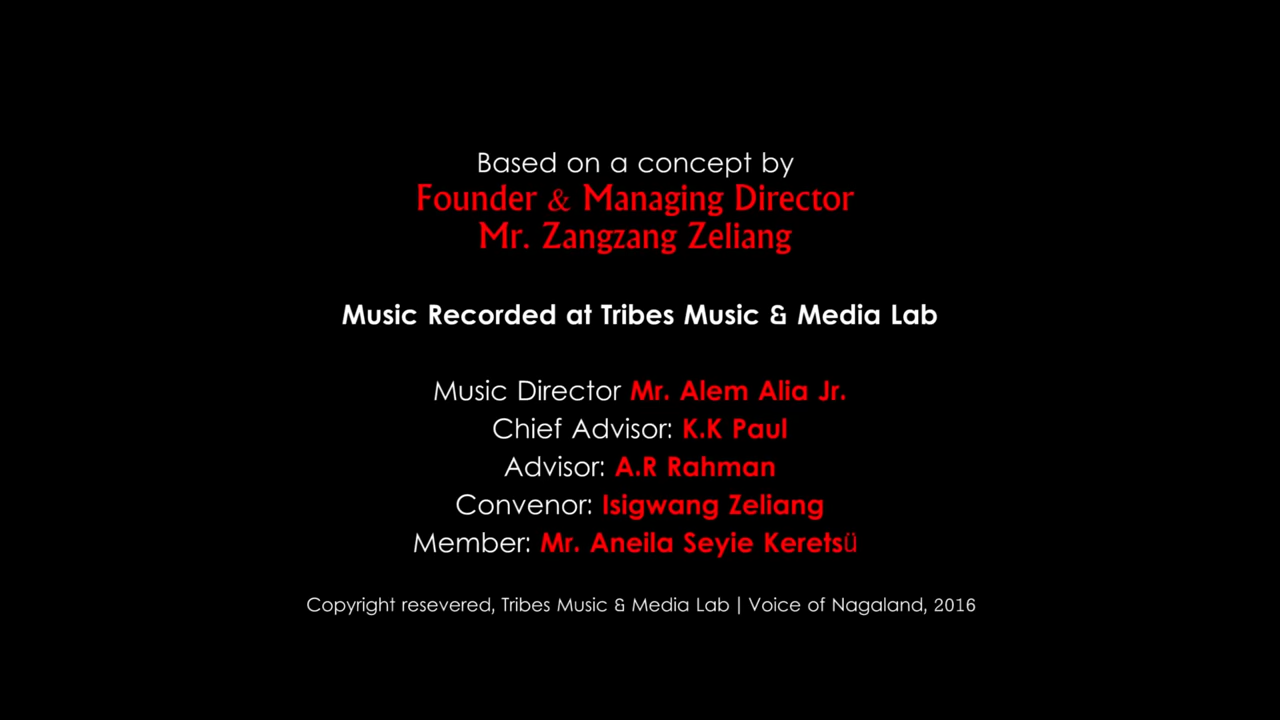 Based on a concept by
Founder & Managing Director
Mr. Zangzang Zeliang
Music Recorded at Tribes Music & Media Lab
Music Director Mr. Alem Alia Jr.
Chief Advisor: K.K Paul
Advisor: A.R Rahman
Convenor: Isigwang Zeliang
Member: Mr. Aneila Seyie Keretsü
Copyright resevered, Tribes Music & Media Lab | Voice of Nagaland, 2016